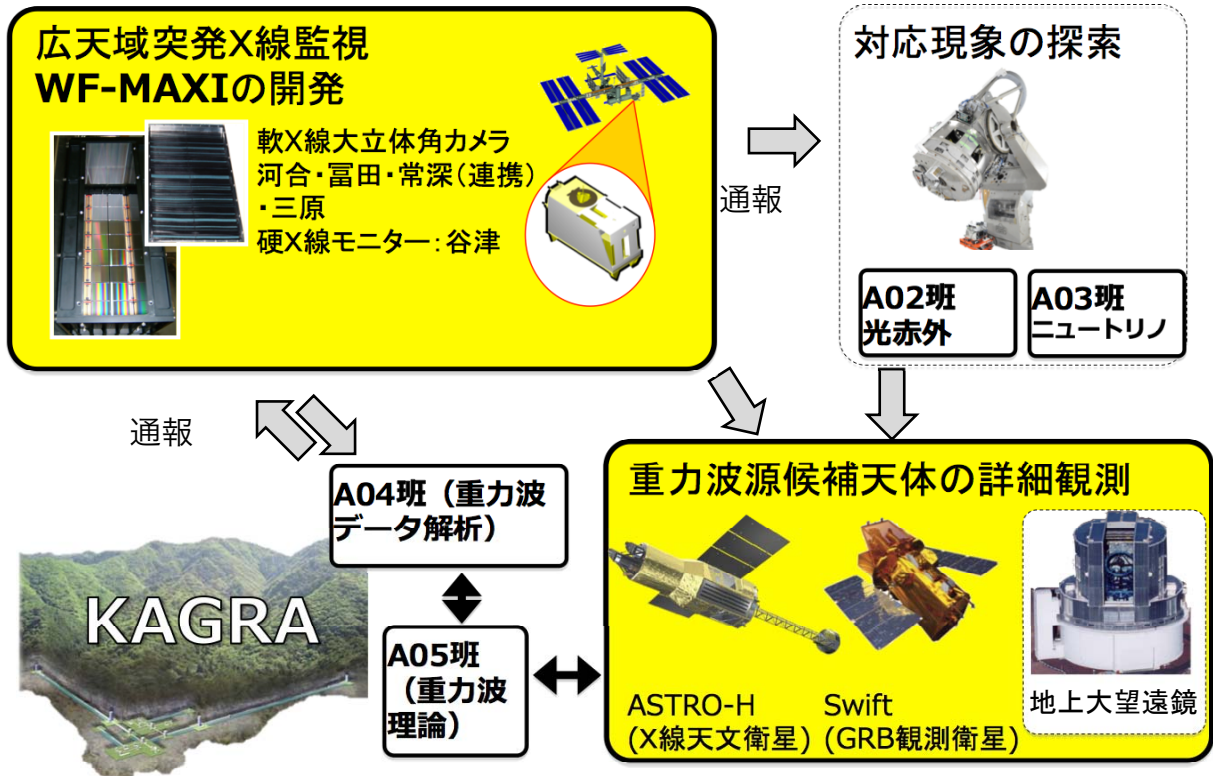 広天域突発X線監視
WF-MAXIの開発
軟X線大立体角カメラ
河合・冨田・常深(連携)
・三原
硬X線モニター：谷津
通報
対応現象の探索
A02班
光赤外
A03班
ニュートリノ
通報
A04班（重力波
データ解析）
KAGRA
A05班
（重力波
理論）
重力波源候補天体の詳細観測
ASTRO-H
(X線天文衛星)
Swift
(GRB観測衛星)
地上大望遠鏡